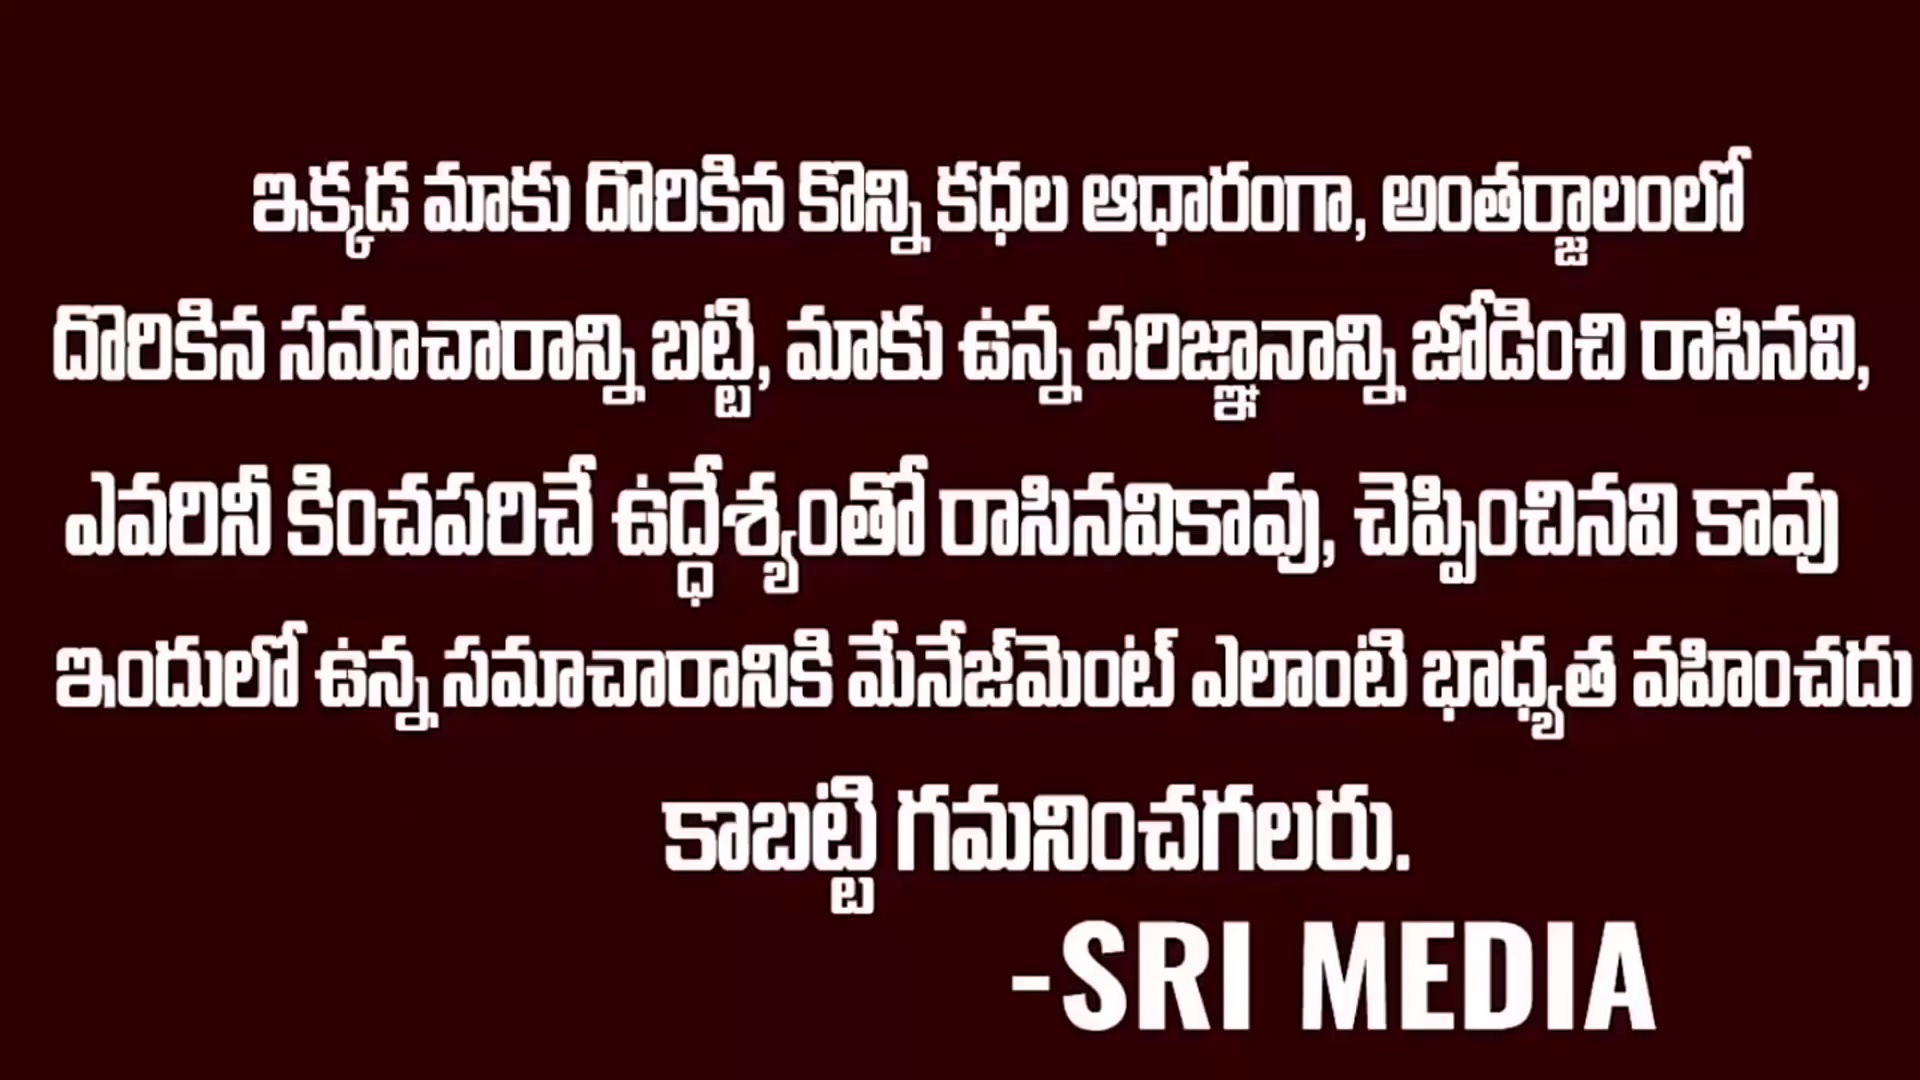 ఇక్కడ మాకు దొరికిన కొన్ని కధల ఆధారంగా, అంతర్జాలంలో
దొరికిన సమాచారాన్ని బట్టి, మాకు ఉన్న పరిజ్ఞానాన్ని జోడించి రాసినవి,
ఎవరినీ కించపరిచే ఉద్ధేశ్యంతో రాసినవికావు, చెప్పించినవి కావు
ఇందులో ఉన్న సమాచారానికి మేనేజ్‌మెంట్ ఎలాంటి భాధ్యత వహించదు
కాబట్టి గమనించగలరు.
-SRI MEDIA